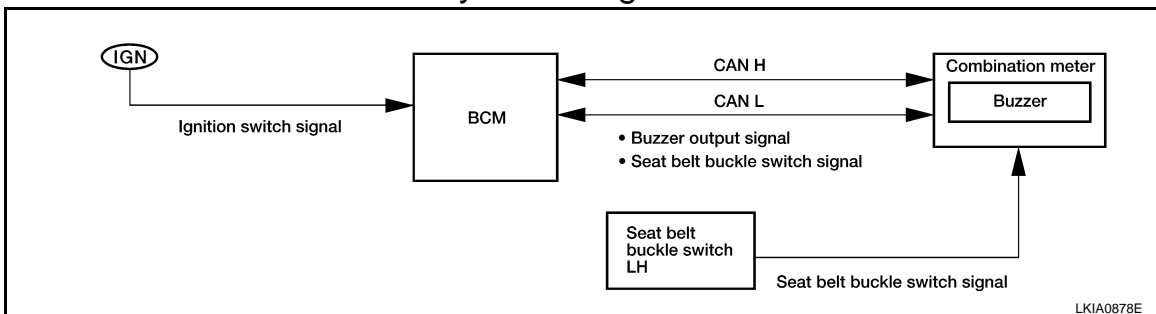 IGN
Ignition switch signal
BCM
CAN H
CAN L
• Buzzer output signal
• Seat belt buckle switch signal
Combination meter
Buzzer
Seat belt
buckle switch
LH
Seat belt buckle switch signal
LKIA0878E